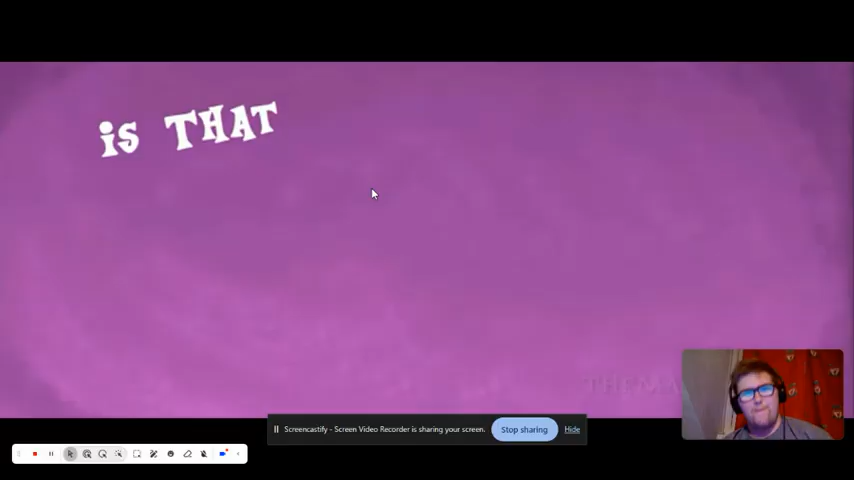 is THAT
Screencastify - Screen Video Recorder is sharing your screen.
Stop sharing
Hide